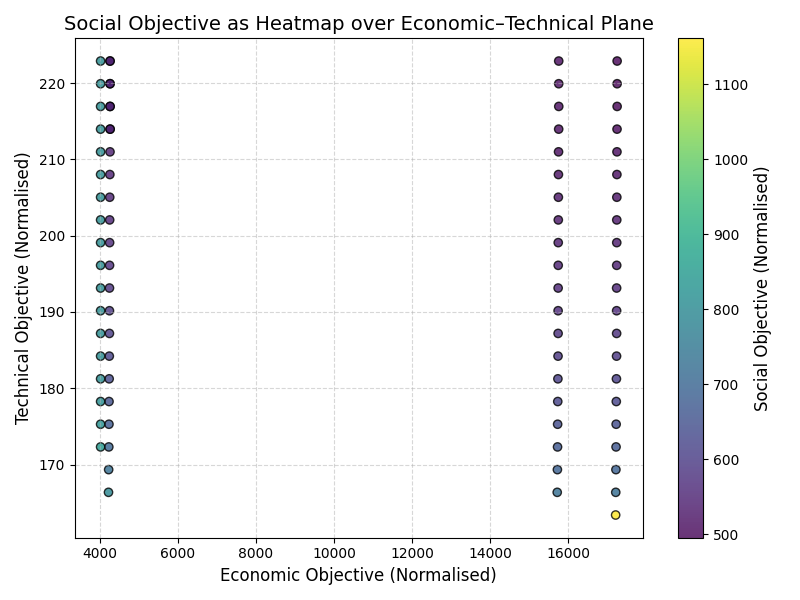 Social Objective as Heatmap over Economic–Technical Plane
Technical Objective (Normalised)
220
210
200
190
180
170
4000 6000 8000 10000 12000 14000 16000
Economic Objective (Normalised)
1100
1000
900
800
700
600
500
Social Objective (Normalised)